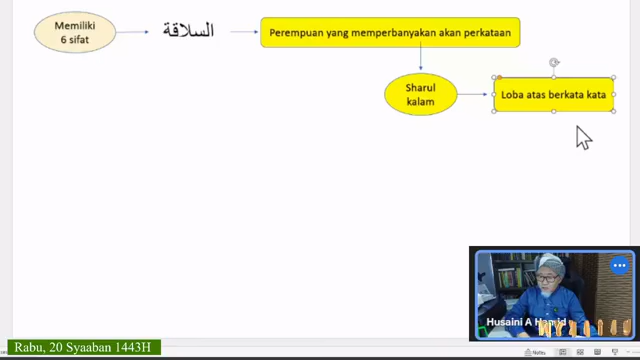 Memiliki
6 sifat
السلاقة
Perempuan yang memperbanyakan akan perkataan
Sharul
kalam
Loba atas berkata kata
Husaini A Hamid
Rabu, 20 Syaaban 1443H
Notes